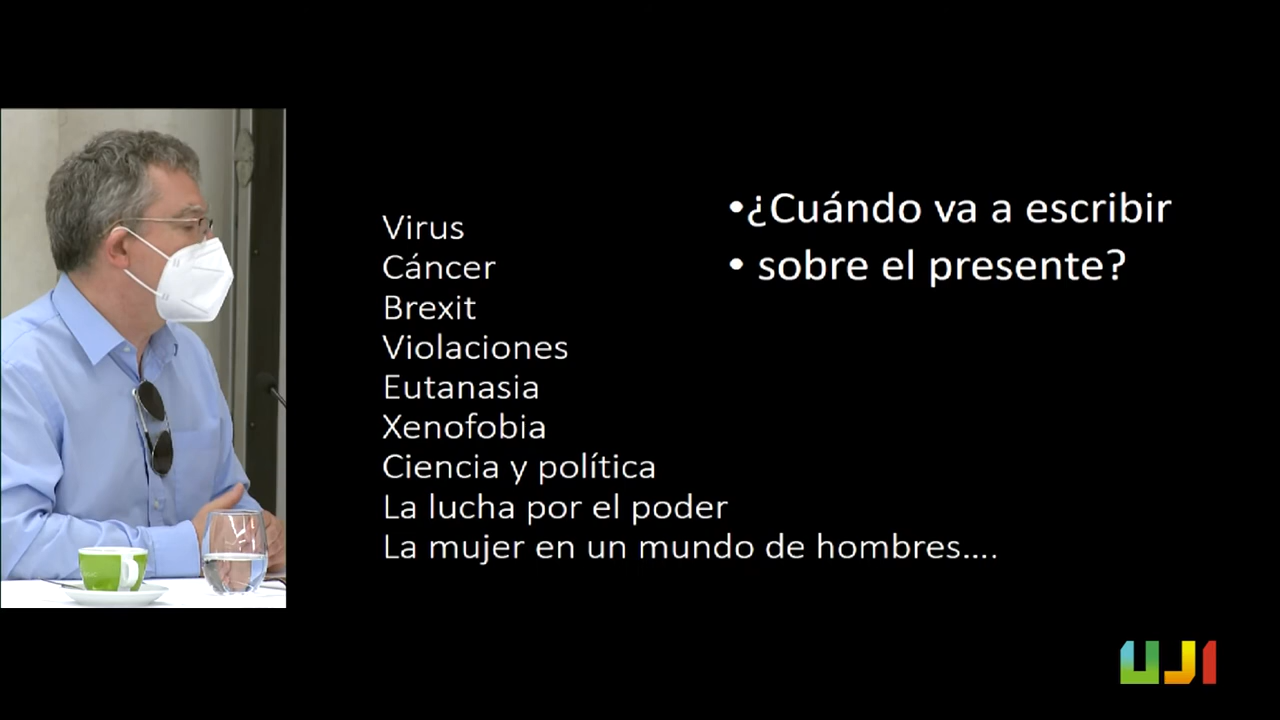 •¿Cuándo va a escribir
• sobre el presente?
Virus
Cáncer
Brexit
Violaciones
Eutanasia
Xenofobia
Ciencia y política
La lucha por el poder
La mujer en un mundo de hombres....
UJI